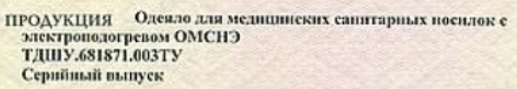 ПРОДУКЦИЯ Одеяло для медицинских санитарных носилок с
электроподогревом ОМСНЭ
ТДШУ.681871.003ТУ
Серийный выпуск